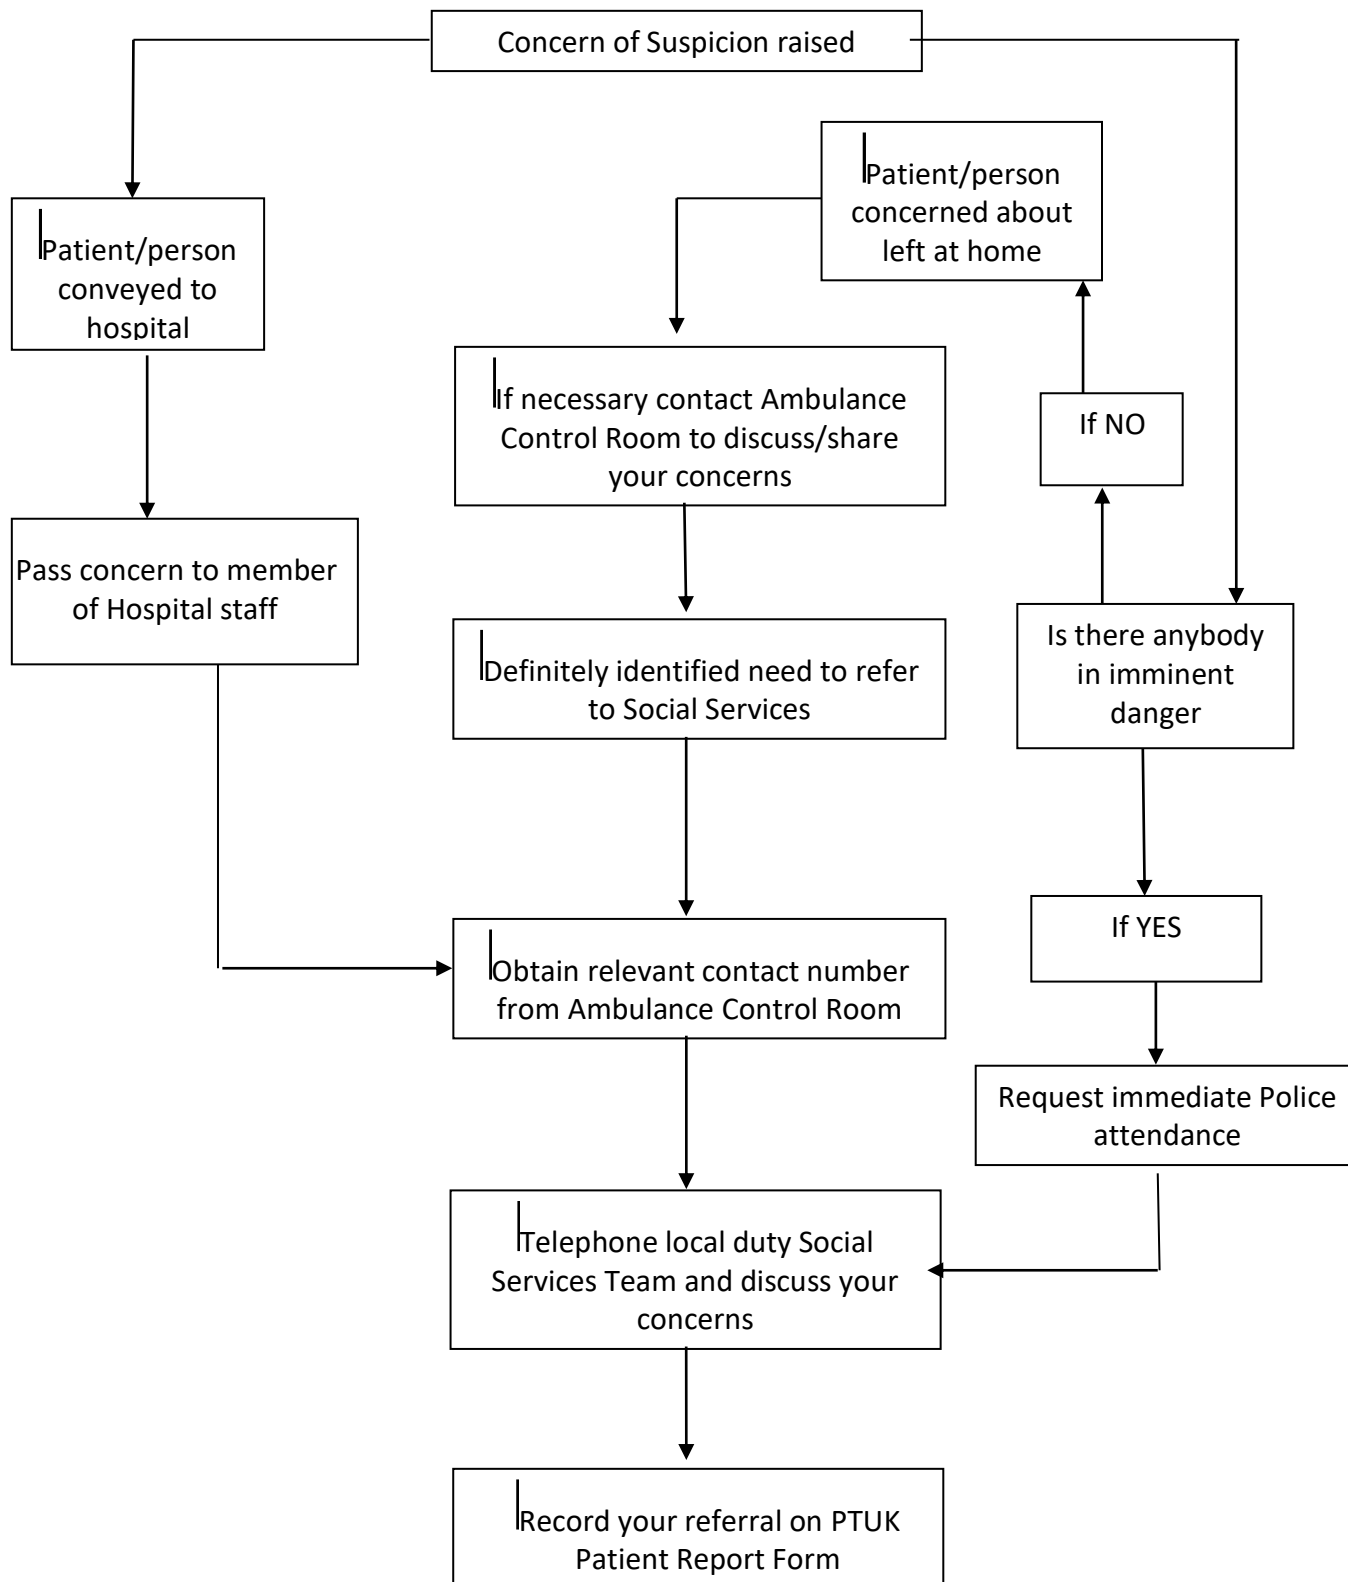 Concern of Suspicion raised
Patient/person
concerned about
left at home
Patient/person
conveyed to
hospital
If necessary contact Ambulance
Control Room to discuss/share
your concerns
If NO
Pass concern to member
of Hospital staff
Is there anybody
in imminent
danger
Definitely identified need to refer
to Social Services
If YES
Obtain relevant contact number
from Ambulance Control Room
Request immediate Police
attendance
Telephone local duty Social
Services Team and discuss your
concerns
Record your referral on PTUK
Patient Report Form